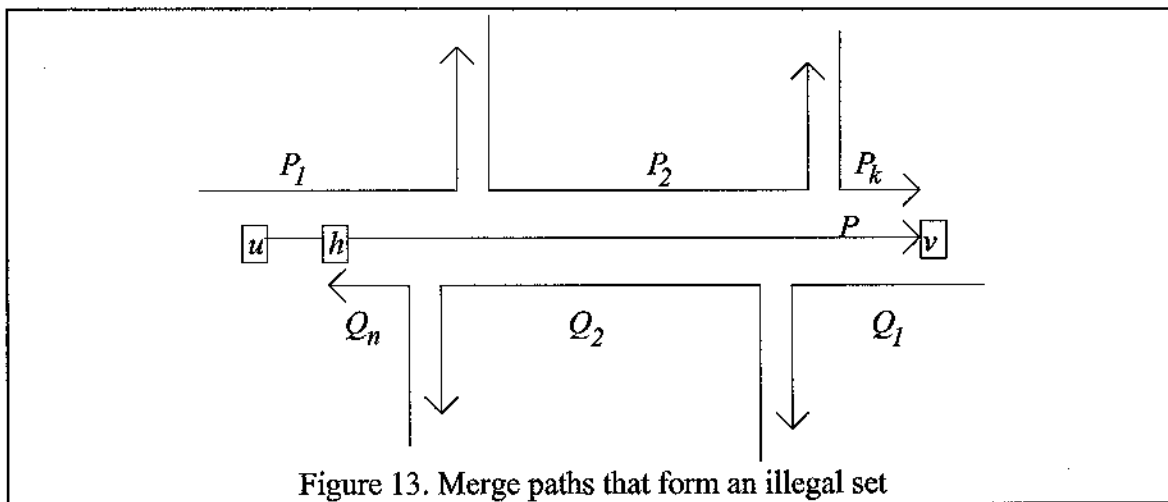 P1 P2 Pk
u h P v
Qn Q2 Q1
Figure 13. Merge paths that form an illegal set